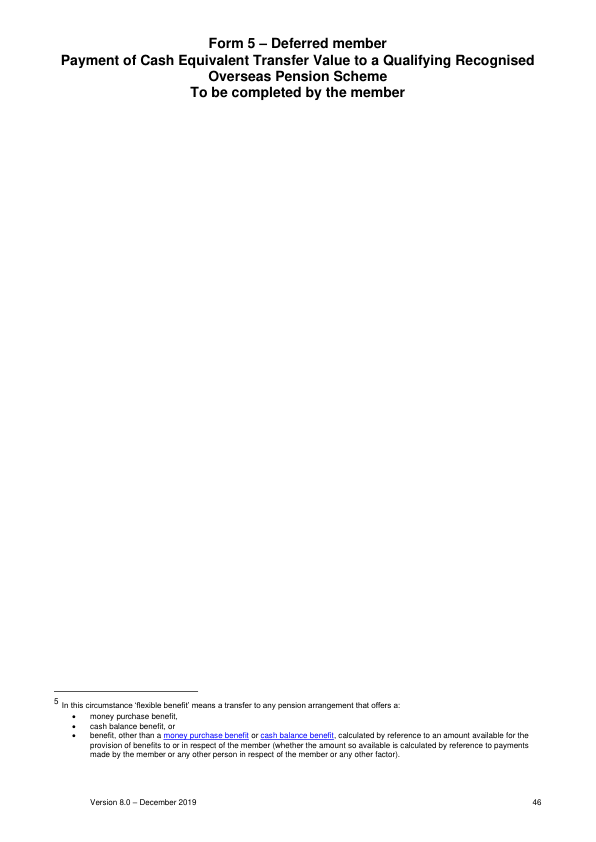 Form 5 – Deferred member
Payment of Cash Equivalent Transfer Value to a Qualifying Recognised
Overseas Pension Scheme
To be completed by the member
5 In this circumstance ‘flexible benefit’ means a transfer to any pension arrangement that offers a:
• money purchase benefit,
• cash balance benefit, or
• benefit, other than a money purchase benefit or cash balance benefit, calculated by reference to an amount available for the
provision of benefits to or in respect of the member (whether the amount so available is calculated by reference to payments
made by the member or any other person in respect of the member or any other factor).
Version 8.0 – December 2019 46